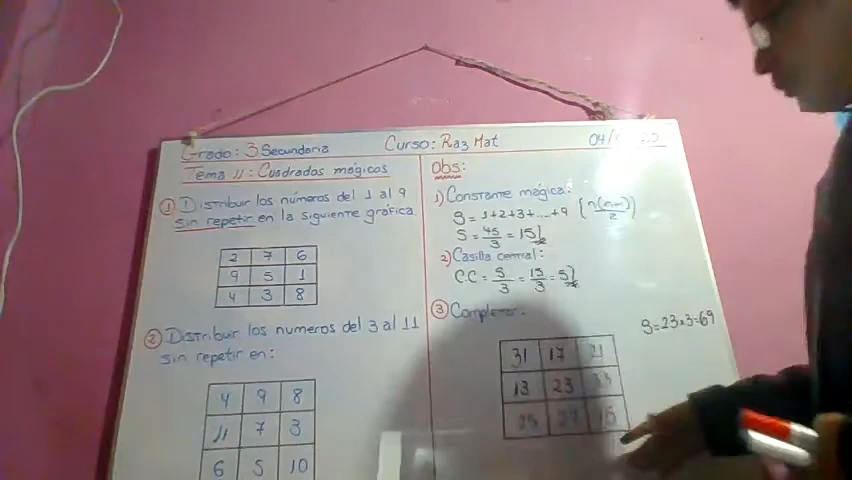 Grado: 3 Secundaria
Curso: Raz Mat
04/
Tema 11: Cuadrados mágicos
① Distribuir los números del 1 al 9
sin repetir en la siguiente gráfica
2 7 6
9 5 1
4 3 8
② Distribuir los numeros del 3 al 11
sin repetir en:
4 9 8
11 7 3
6 5 10
Obs:
1) Constante mágica:
S = 1+2+3+...+9 [n(n+1)/2]
S = 45/3 = 15
2) Casilla central:
C.C = S/3 = 15/3 = 5
③ Completar:
S = 23x3 = 69
31 17 21
13 23 33
25 15